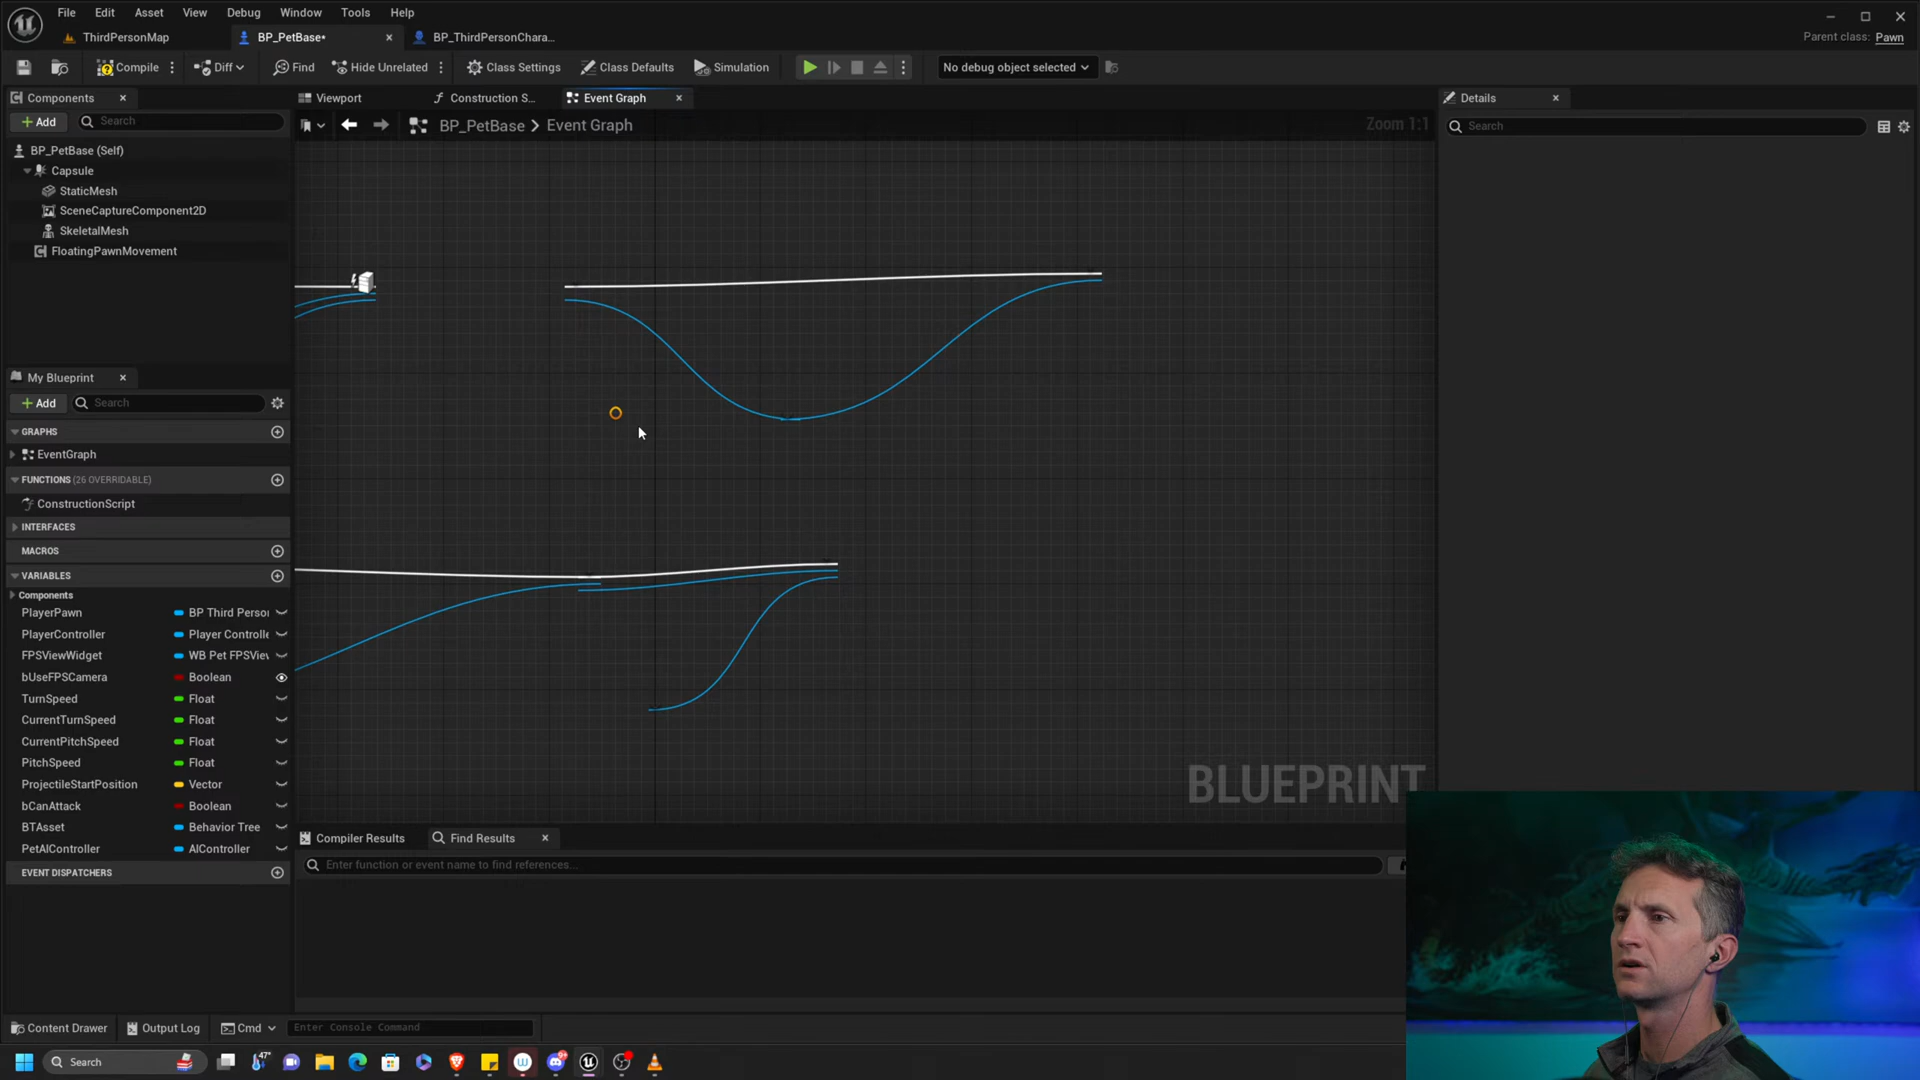 File Edit Asset View Debug Window Tools Help
ThirdPersonMap BP_PetBase* BP_ThirdPersonChara...
Parent class: Pawn
Compile Diff Find Hide Unrelated Class Settings Class Defaults Simulation No debug object selected
Components Viewport Construction S... Event Graph Details
Add Search BP_PetBase > Event Graph Zoom 1:1 Search
BP_PetBase (Self)
Capsule
StaticMesh
SceneCaptureComponent2D
SkeletalMesh
FloatingPawnMovement
My Blueprint
Add Search
GRAPHS
EventGraph
FUNCTIONS (26 OVERRIDABLE)
ConstructionScript
INTERFACES
MACROS
VARIABLES
Components
PlayerPawn BP Third Person
PlayerController Player Controlle
FPSViewWidget WB Pet FPSView
bUseFPSCamera Boolean
TurnSpeed Float
CurrentTurnSpeed Float
CurrentPitchSpeed Float
PitchSpeed Float
ProjectileStartPosition Vector
bCanAttack Boolean
BTAsset Behavior Tree
PetAIController AIController
EVENT DISPATCHERS
BLUEPRINT
Compiler Results Find Results
Enter function or event name to find references...
Content Drawer Output Log Cmd Enter Console Command
Search 47°